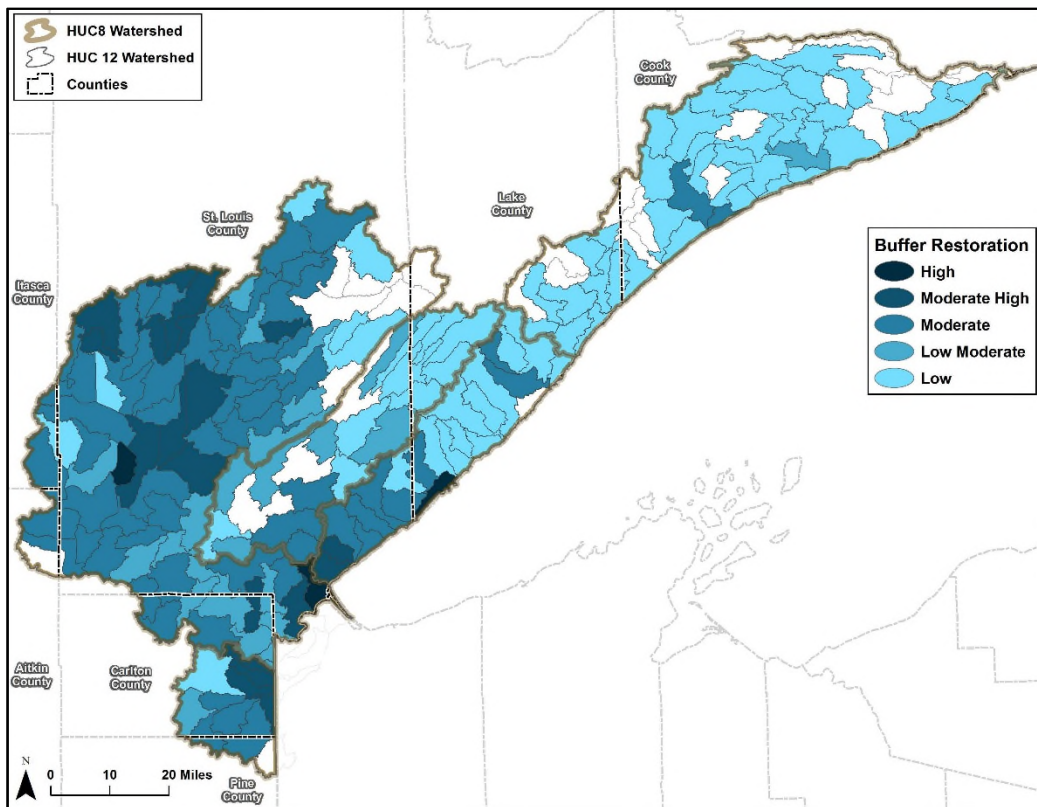 HUC8 Watershed
HUC 12 Watershed
Counties
Cook
County
Lake
County
St. Louis
County
Itasca
County
Buffer Restoration
High
Moderate High
Moderate
Low Moderate
Low
Aitkin
County
Carlton
County
Pine
County
N
0 10 20 Miles